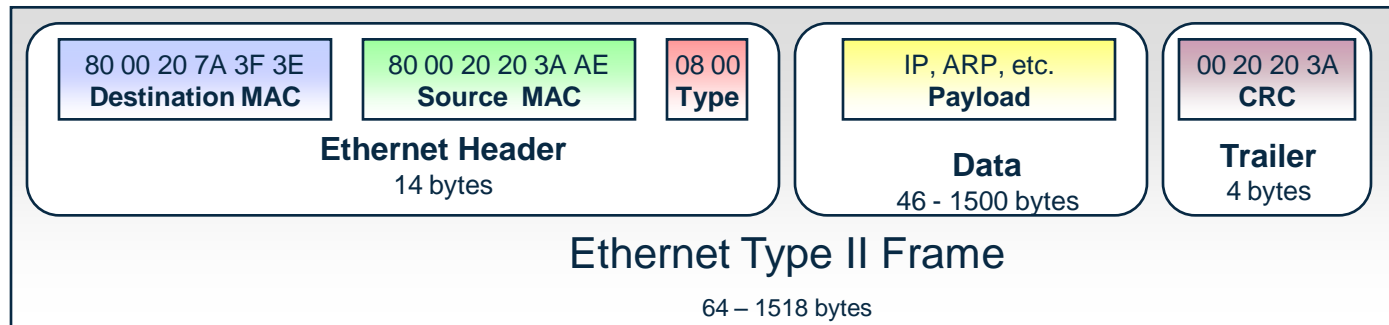 80 00 20 7A 3F 3E
Destination MAC
80 00 20 20 3A AE
Source MAC
08 00
Type
Ethernet Header
14 bytes
IP, ARP, etc.
Payload
Data
46 - 1500 bytes
00 20 20 3A
CRC
Trailer
4 bytes
Ethernet Type II Frame
64 – 1518 bytes